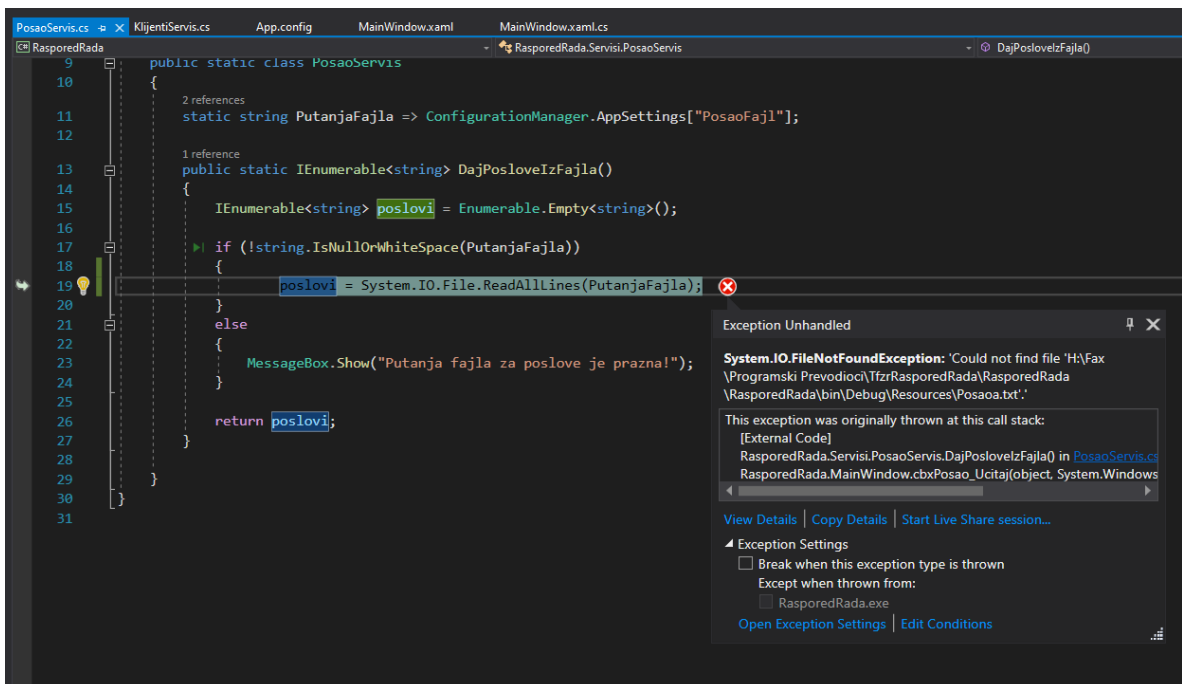 PosaoServis.cs KlijentiServis.cs App.config MainWindow.xaml MainWindow.xaml.cs
C# RasporedRada RasporedRada.Servisi.PosaoServis DajPosloveIzFajla()
9 public static class PosaoServis
10 {
2 references
11 static string PutanjaFajla => ConfigurationManager.AppSettings["PosaoFajl"];
12
1 reference
13 public static IEnumerable<string> DajPosloveIzFajla()
14 {
15 IEnumerable<string> poslovi = Enumerable.Empty<string>();
16
17 if (!string.IsNullOrWhiteSpace(PutanjaFajla))
18 {
19 poslovi = System.IO.File.ReadAllLines(PutanjaFajla);
20 }
21 else
22 {
23 MessageBox.Show("Putanja fajla za poslove je prazna!");
24 }
25
26 return poslovi;
27 }
28
29 }
30 }
31
Exception Unhandled
System.IO.FileNotFoundException: 'Could not find file 'H:\Fax
\Programski Prevodioci\TfzrRasporedRada\RasporedRada
\RasporedRada\bin\Debug\Resources\Posaoa.txt'.'
This exception was originally thrown at this call stack:
[External Code]
RasporedRada.Servisi.PosaoServis.DajPosloveIzFajla() in PosaoServis.cs
RasporedRada.MainWindow.cbxPosao_Ucitaj(object, System.Windows
View Details | Copy Details | Start Live Share session...
Exception Settings
Break when this exception type is thrown
Except when thrown from:
RasporedRada.exe
Open Exception Settings | Edit Conditions